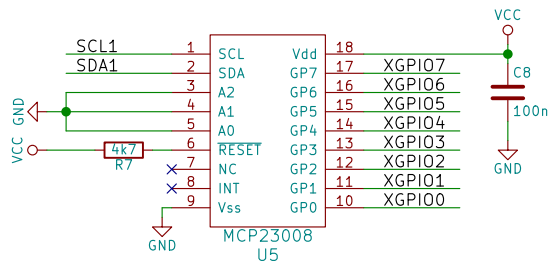 VCC
SCL1 1 SCL Vdd 18
SDA1 2 SDA GP7 17 XGPIO7
3 A2 GP6 16 XGPIO6
C8
GND 4 A1 GP5 15 XGPIO5 100n
5 A0 GP4 14 XGPIO4
VCC 4k7 6 RESET GP3 13 XGPIO3
R7
7 NC GP2 12 XGPIO2 GND
8 INT GP1 11 XGPIO1
9 Vss GP0 10 XGPIO0
GND MCP23008
U5